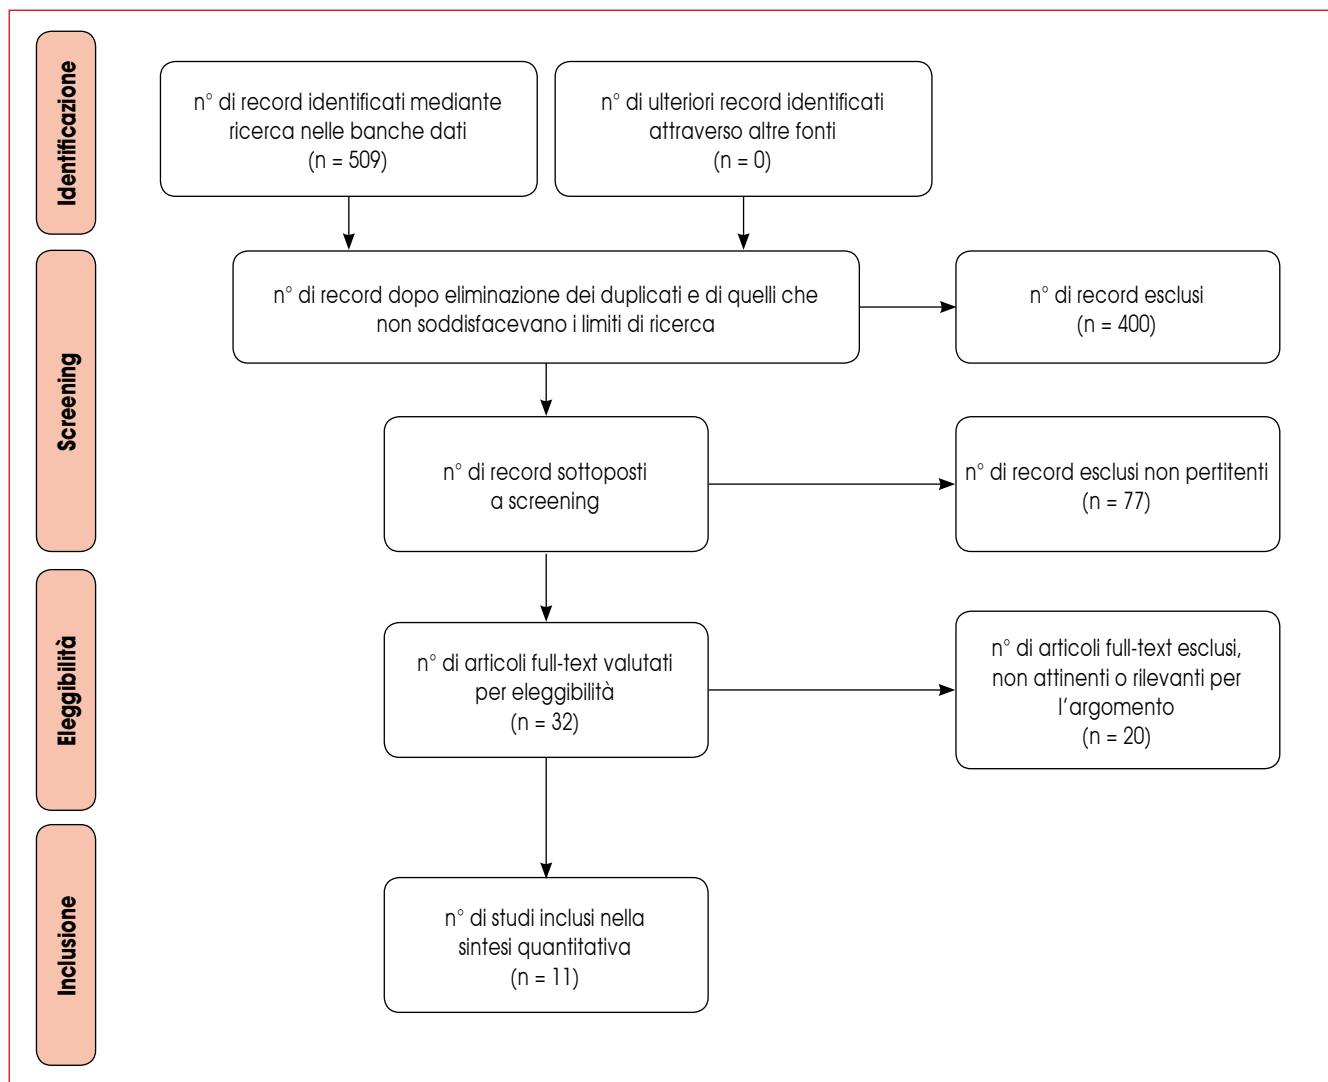 Identificazione
n° di record identificati mediante
ricerca nelle banche dati
(n = 509)
n° di ulteriori record identificati
attraverso altre fonti
(n = 0)
Screening
n° di record dopo eliminazione dei duplicati e di quelli che
non soddisfacevano i limiti di ricerca
n° di record esclusi
(n = 400)
n° di record sottoposti
a screening
n° di record esclusi non pertitenti
(n = 77)
Eleggibilità
n° di articoli full-text valutati
per eleggibilità
(n = 32)
n° di articoli full-text esclusi,
non attinenti o rilevanti per
l'argomento
(n = 20)
Inclusione
n° di studi inclusi nella
sintesi quantitativa
(n = 11)